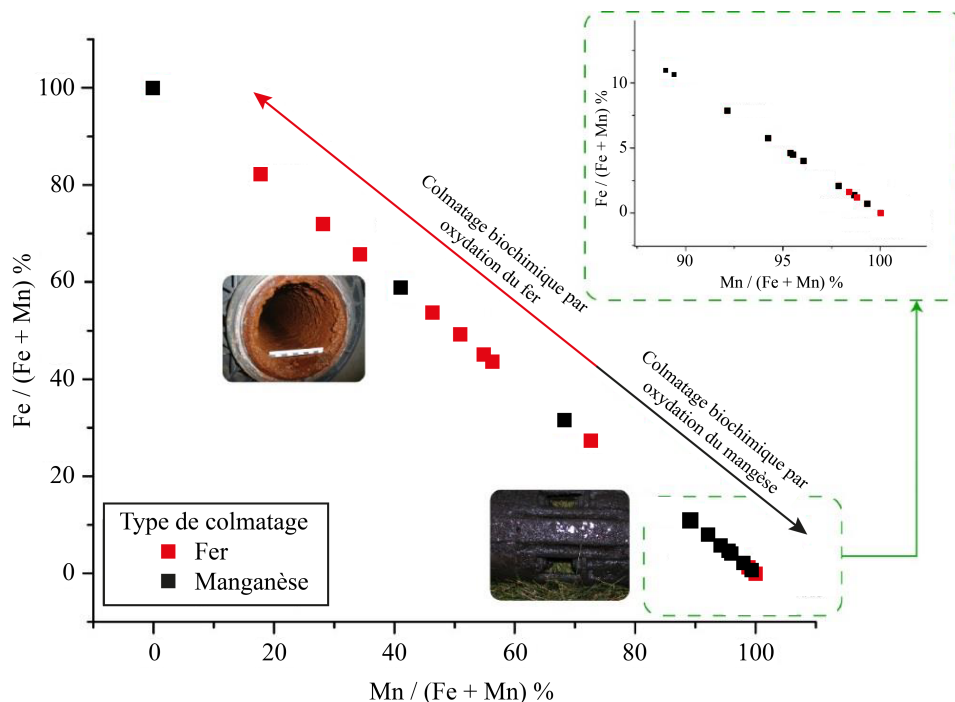 Fe / (Fe + Mn) %
100
80
60
40
20
0
0
20
40
60
80
100
Mn / (Fe + Mn) %
Colmatage biochimique par
oxydation du fer
Colmatage biochimique par
oxydation du mangèse
Type de colmatage
Fer
Manganèse
Fe / (Fe + Mn) %
10
5
0
90
95
100
Mn / (Fe + Mn) %